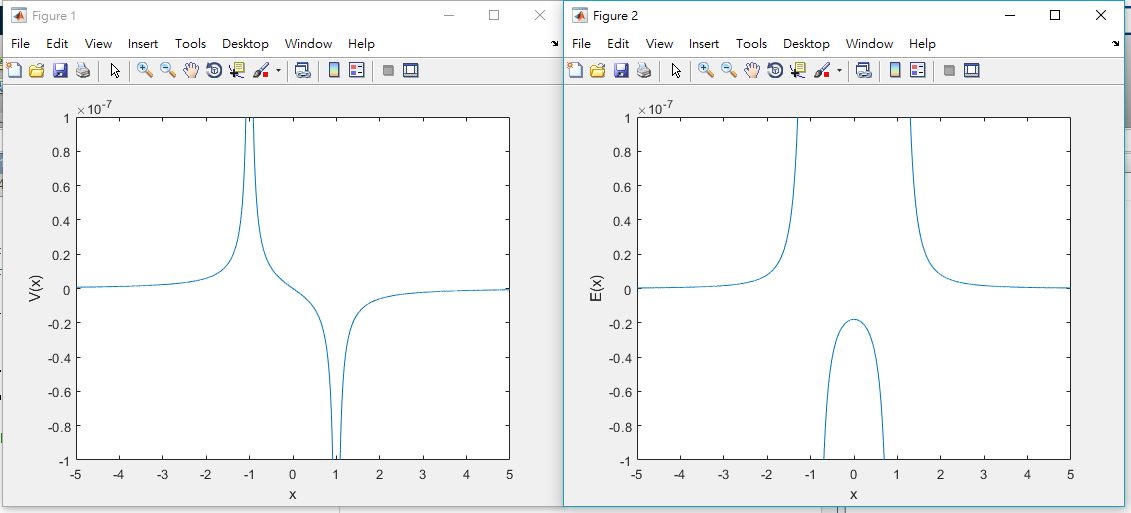 Figure 1
File Edit View Insert Tools Desktop Window Help
×10-7
1
0.8
0.6
0.4
0.2
0
-0.2
-0.4
-0.6
-0.8
-1
V(x)
-5 -4 -3 -2 -1 0 1 2 3 4 5
x
Figure 2
File Edit View Insert Tools Desktop Window Help
×10-7
1
0.8
0.6
0.4
0.2
0
-0.2
-0.4
-0.6
-0.8
-1
E(x)
-5 -4 -3 -2 -1 0 1 2 3 4 5
x